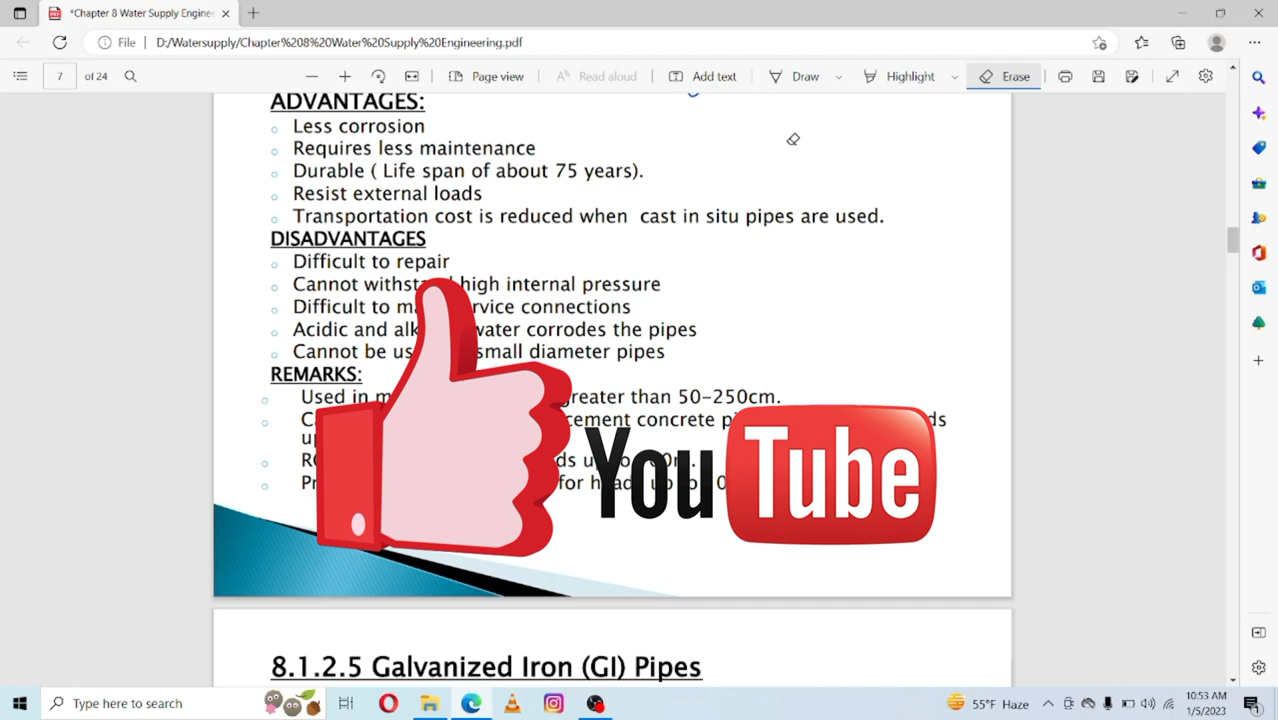 *Chapter 8 Water Supply Engine
File D:/Watersupply/Chapter%208%20Water%20Supply%20Engineering.pdf
7 of 24 Page view Read aloud Add text Draw Highlight Erase
ADVANTAGES:
Less corrosion
Requires less maintenance
Durable ( Life span of about 75 years).
Resist external loads
Transportation cost is reduced when cast in situ pipes are used.
DISADVANTAGES
Difficult to repair
Cannot withsta high internal pressure
Difficult to ma rvice connections
Acidic and alk water corrodes the pipes
Cannot be us small diameter pipes
REMARKS:
Used in m greater than 50-250cm.
cement concrete
YouTube
8.1.2.5 Galvanized Iron (GI) Pipes
Type here to search
55°F Haze
10:53 AM
1/5/2023